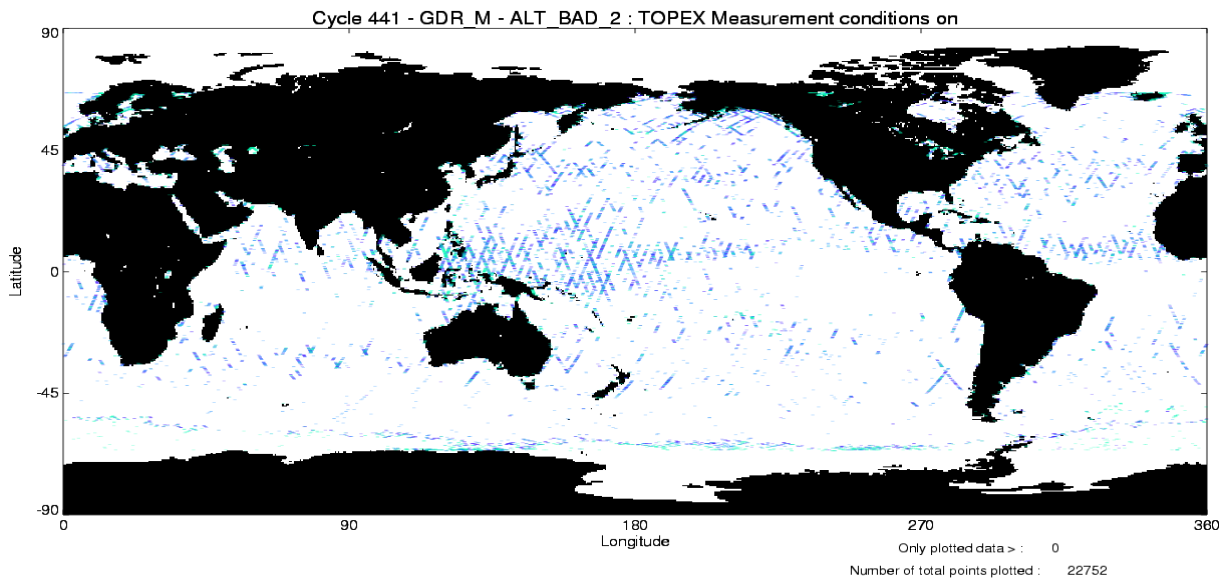 Cycle 441 - GDR_M - ALT_BAD_2 : TOPEX Measurement conditions on
90
45
0
-45
-90
Latitude
0 90 180 270 360
Longitude
Only plotted data > : 0
Number of total points plotted : 22752